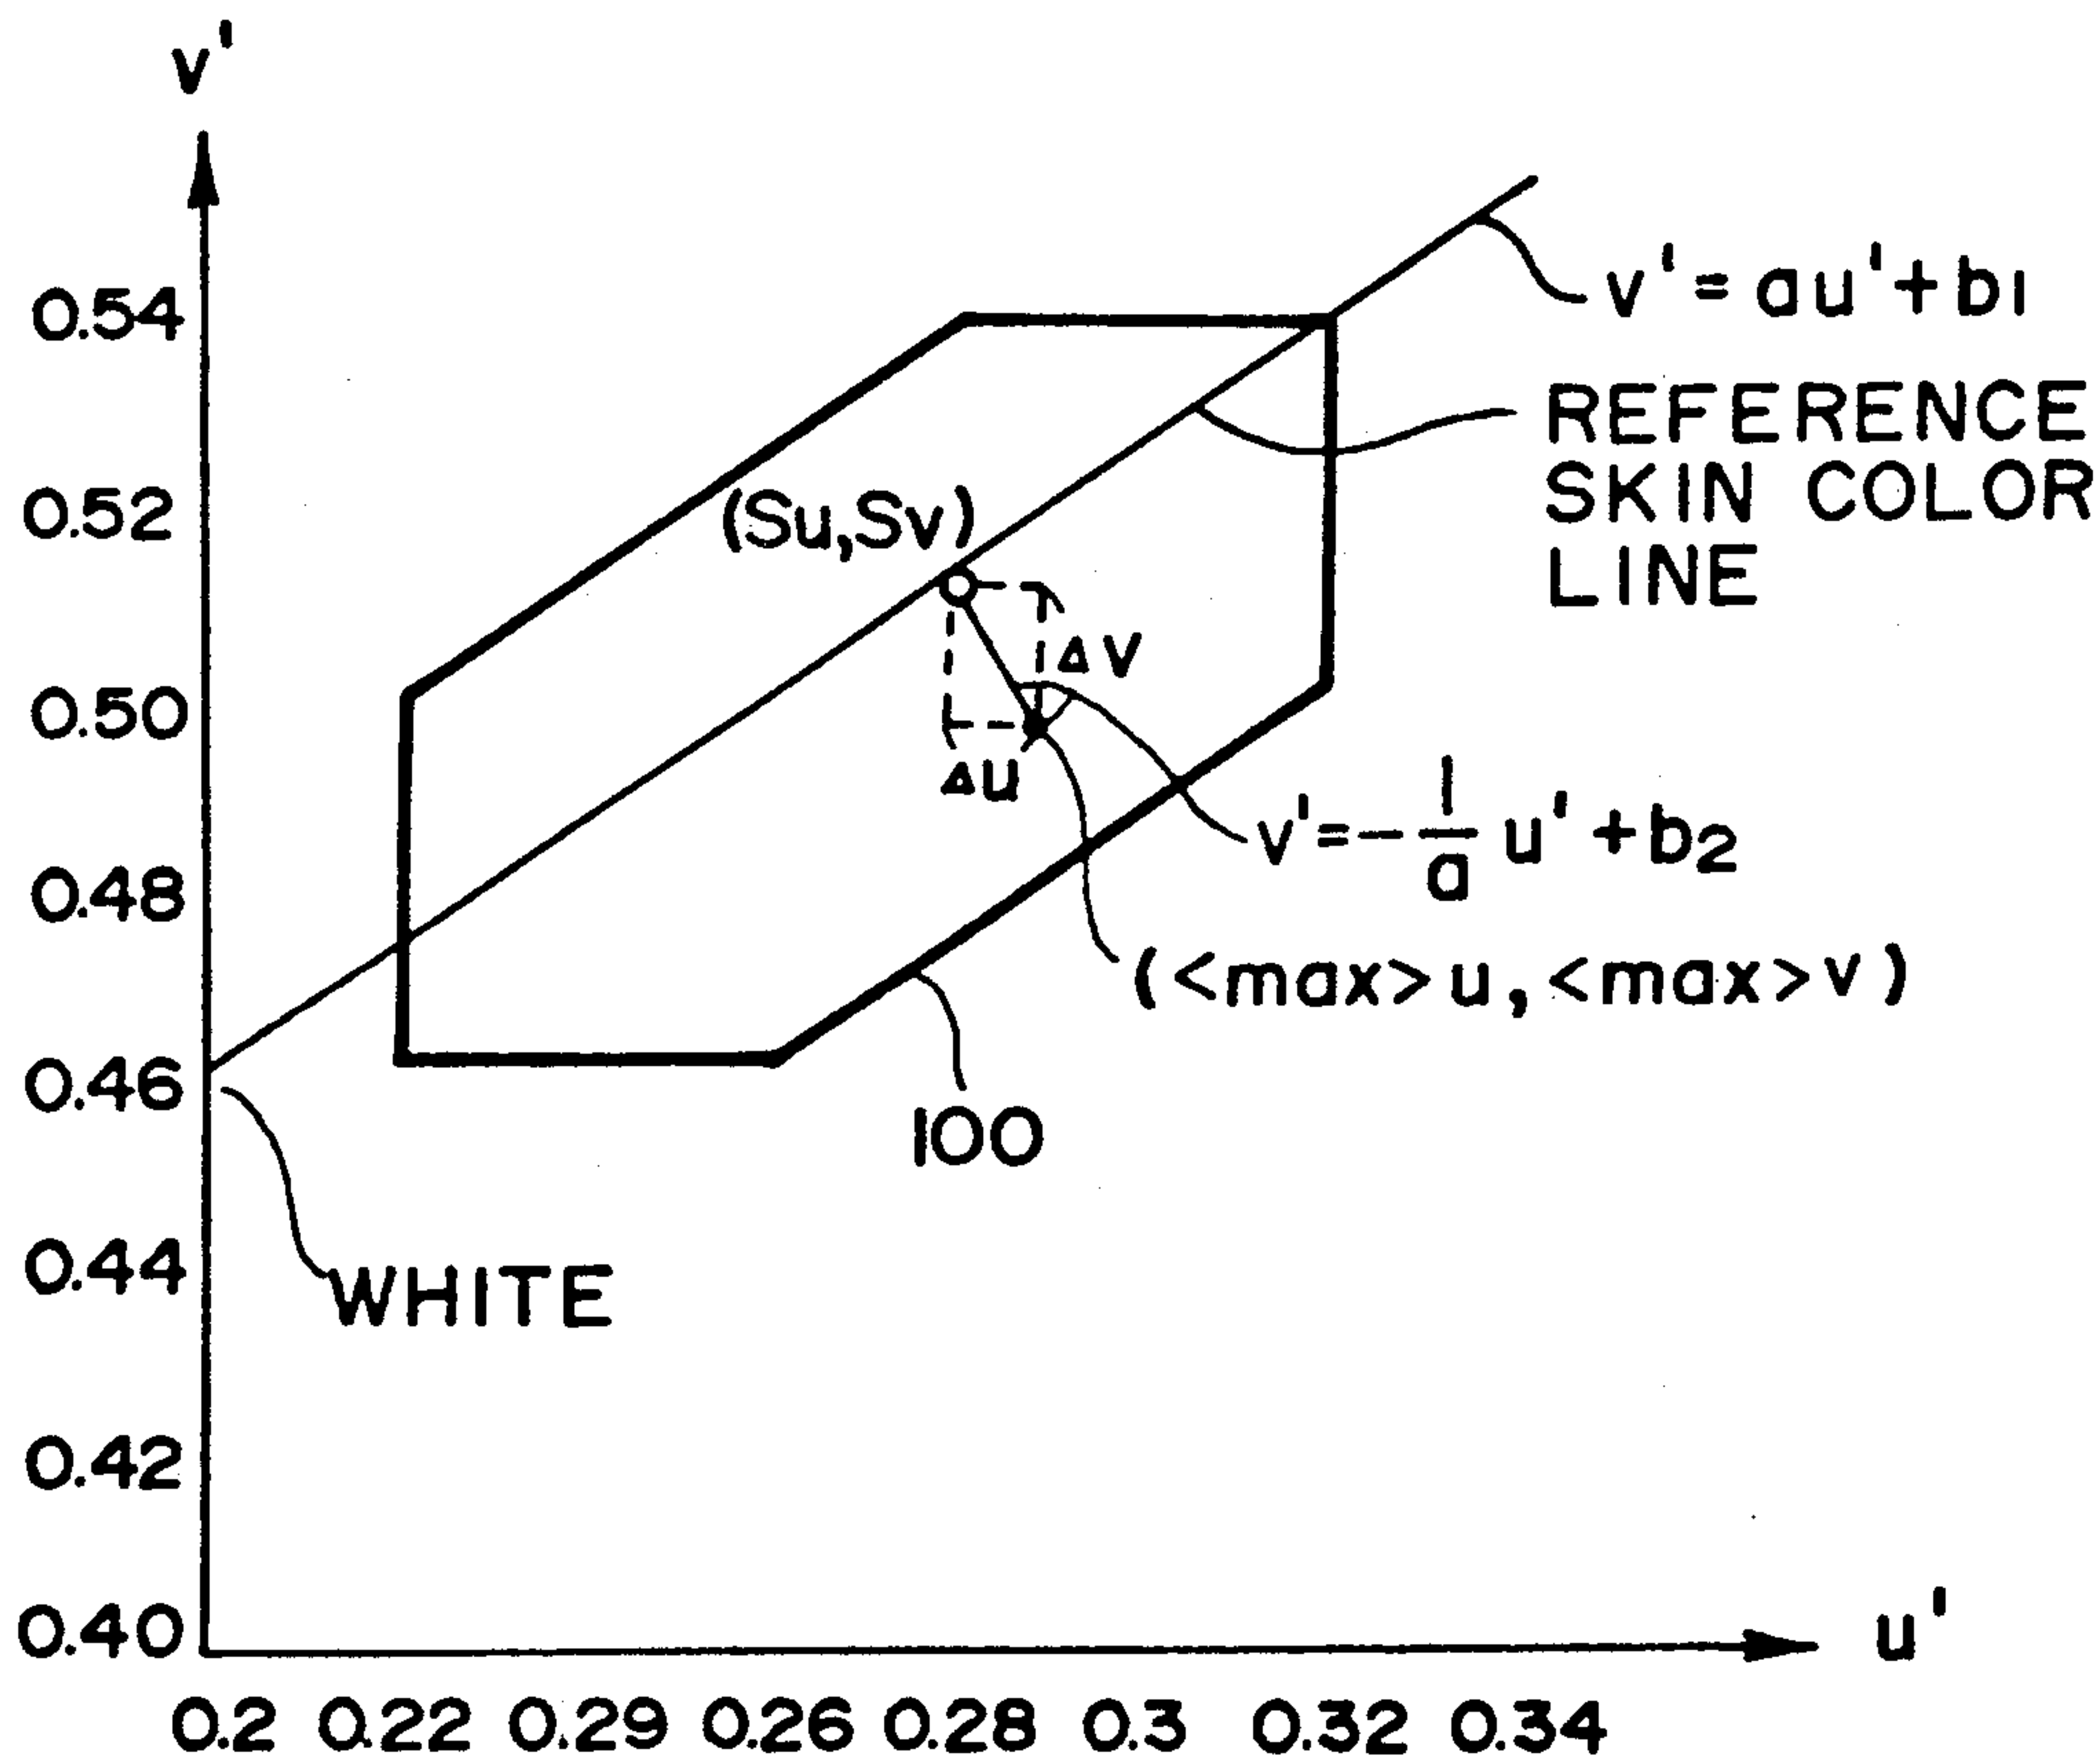 v'
0.54
0.52
0.50
0.48
0.46
0.44
0.42
0.40
v'=au'+b1
REFERENCE
SKIN COLOR
LINE
(Su,Sv)
ΔV
ΔU
v'=-1/a u'+b2
(<max>u,<max>v)
100
WHITE
u'
0.2 0.22 0.29 0.26 0.28 0.3 0.32 0.34